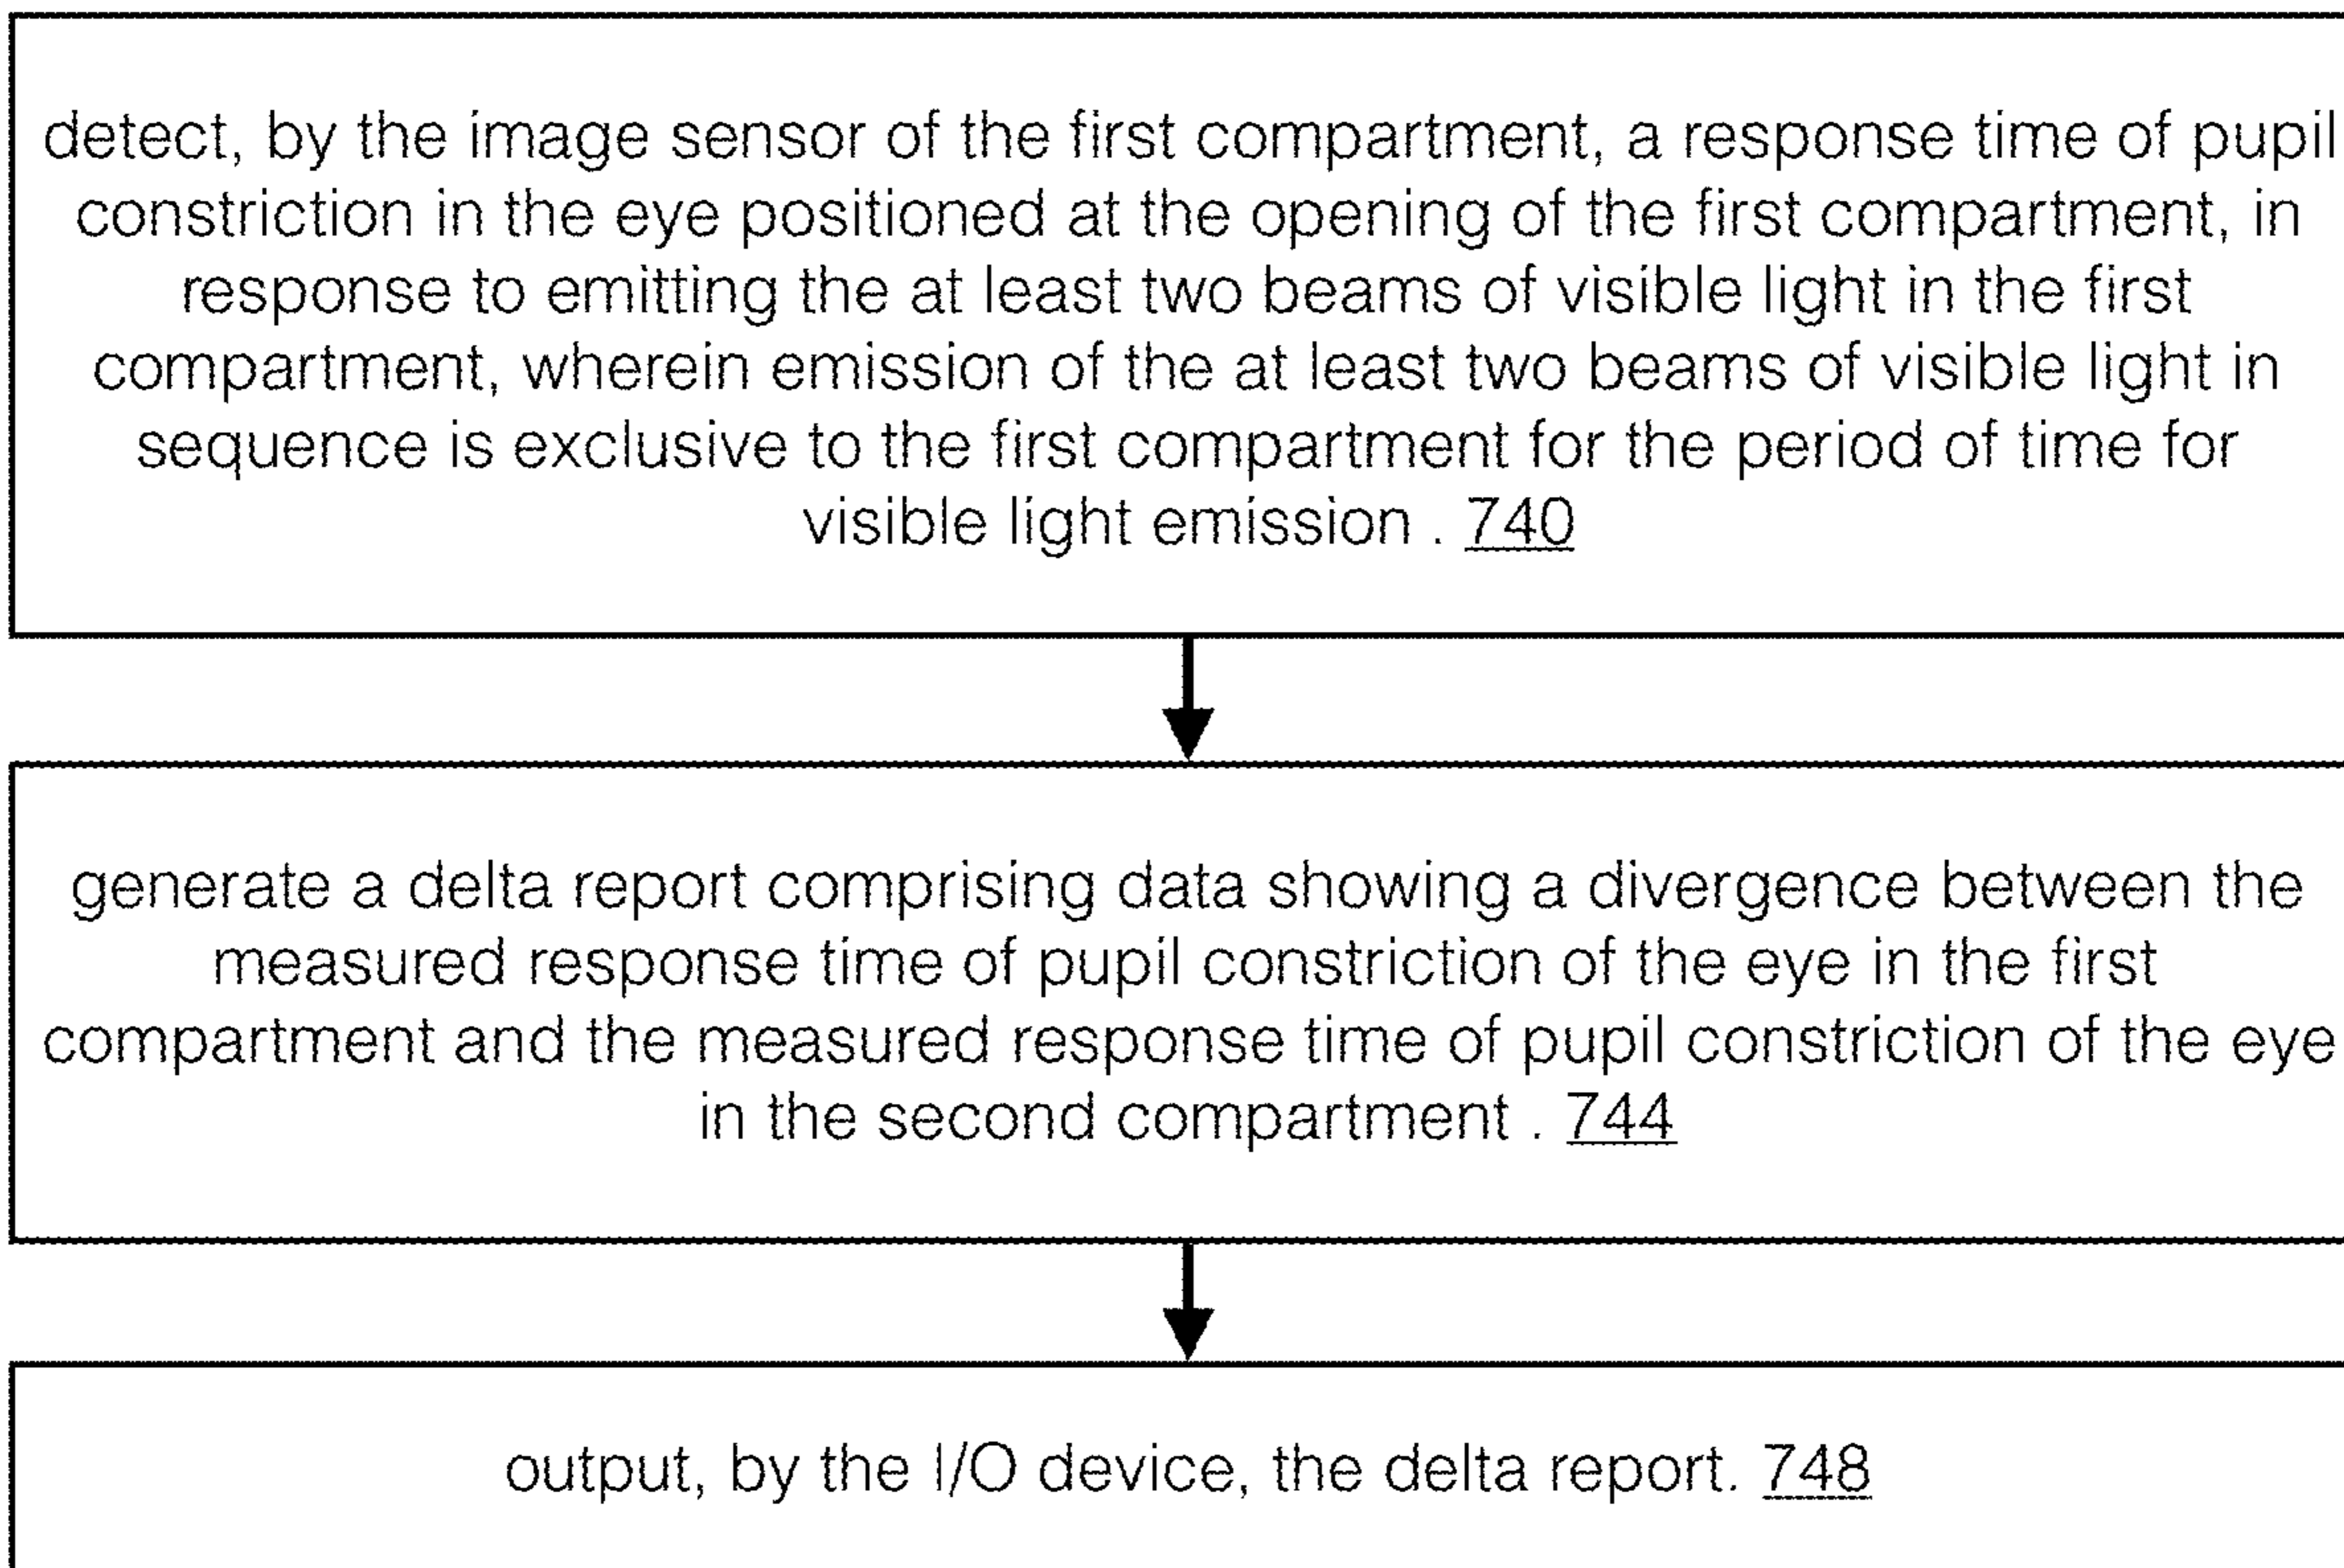 detect, by the image sensor of the first compartment, a response time of pupil
constriction in the eye positioned at the opening of the first compartment, in
response to emitting the at least two beams of visible light in the first
compartment, wherein emission of the at least two beams of visible light in
sequence is exclusive to the first compartment for the period of time for
visible light emission . 740
generate a delta report comprising data showing a divergence between the
measured response time of pupil constriction of the eye in the first
compartment and the measured response time of pupil constriction of the eye
in the second compartment . 744
output, by the I/O device, the delta report. 748